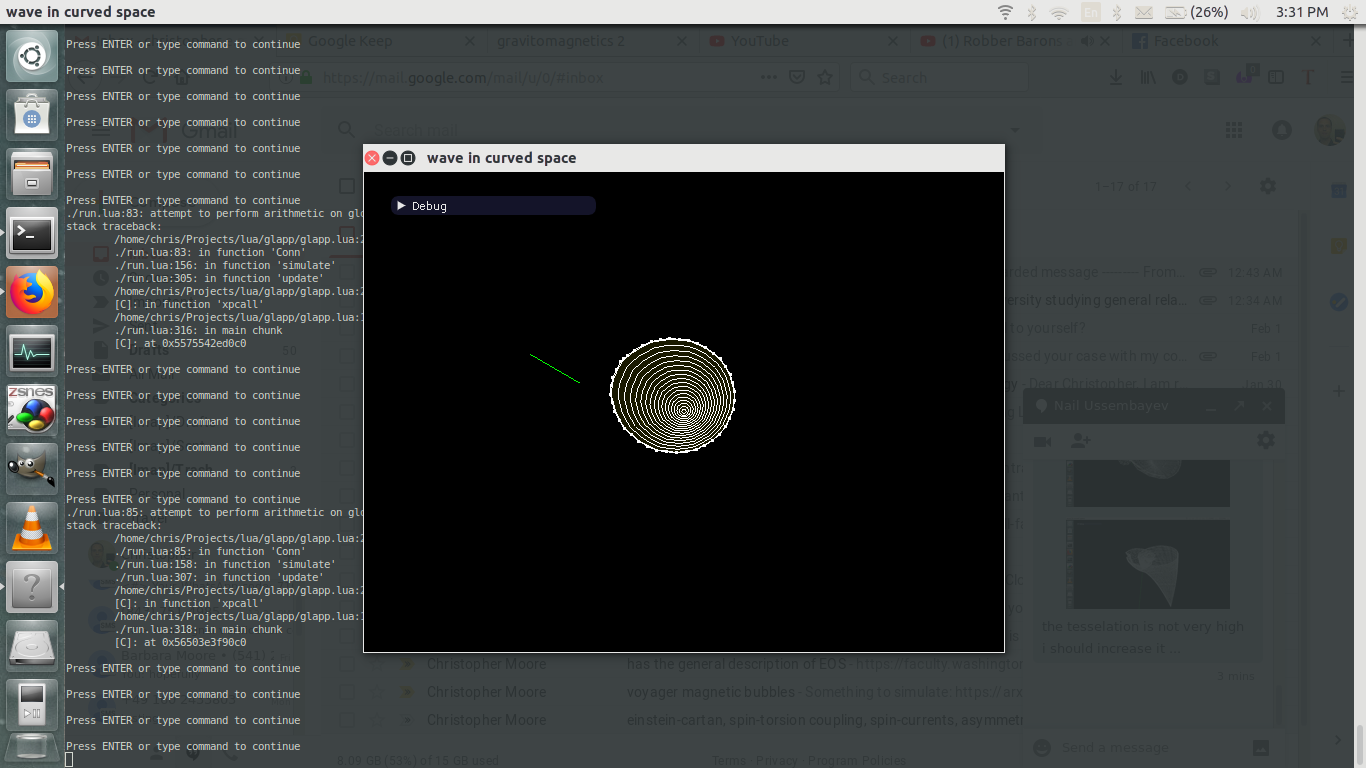 wave in curved space
En
(26%)
3:31 PM
Google Keep
gravitomagnetics 2
YouTube
(1) Robber Barons
Facebook
https://mail.google.com/mail/u/0/#inbox
Search
Gmail
Search mail
1–17 of 17
Press ENTER or type command to continue
Press ENTER or type command to continue
Press ENTER or type command to continue
Press ENTER or type command to continue
Press ENTER or type command to continue
Press ENTER or type command to continue
Press ENTER or type command to continue
./run.lua:83: attempt to perform arithmetic on glo
stack traceback:
/home/chris/Projects/lua/glapp/glapp.lua:2
./run.lua:83: in function 'Conn'
./run.lua:156: in function 'simulate'
./run.lua:305: in function 'update'
/home/chris/Projects/lua/glapp/glapp.lua:2
[C]: in function 'xpcall'
/home/chris/Projects/lua/glapp/glapp.lua:1
./run.lua:316: in main chunk
[C]: at 0x5575542ed0c0
Press ENTER or type command to continue
Press ENTER or type command to continue
Press ENTER or type command to continue
Press ENTER or type command to continue
Press ENTER or type command to continue
Press ENTER or type command to continue
./run.lua:85: attempt to perform arithmetic on glo
stack traceback:
/home/chris/Projects/lua/glapp/glapp.lua:2
./run.lua:85: in function 'Conn'
./run.lua:158: in function 'simulate'
./run.lua:307: in function 'update'
/home/chris/Projects/lua/glapp/glapp.lua:2
[C]: in function 'xpcall'
/home/chris/Projects/lua/glapp/glapp.lua:1
./run.lua:318: in main chunk
[C]: at 0x56503e3f90c0
Press ENTER or type command to continue
Press ENTER or type command to continue
Press ENTER or type command to continue
Press ENTER or type command to continue
Drafts
50
zsnes
wave in curved space
Debug
rded message ——— From...
12:43 AM
ersity studying general rela...
12:34 AM
to yourself?
Feb 1
assed your case with my co...
Feb 1
Dear Christopher, I am r
Nail Ussembayev
the tesselation is not very high
I should increase it ...
3 mins
Send a message
Barbara Moore
(541)
Christopher Moore
has the general description of EOS - https://faculty.washington
Christopher Moore
voyager magnetic bubbles - Something to simulate: https://arx
Christopher Moore
einstein-cartan, spin-torsion coupling, spin-currents, asymmetr
8.09 GB (53%) of 15 GB used
Terms · Privacy · Program Policies